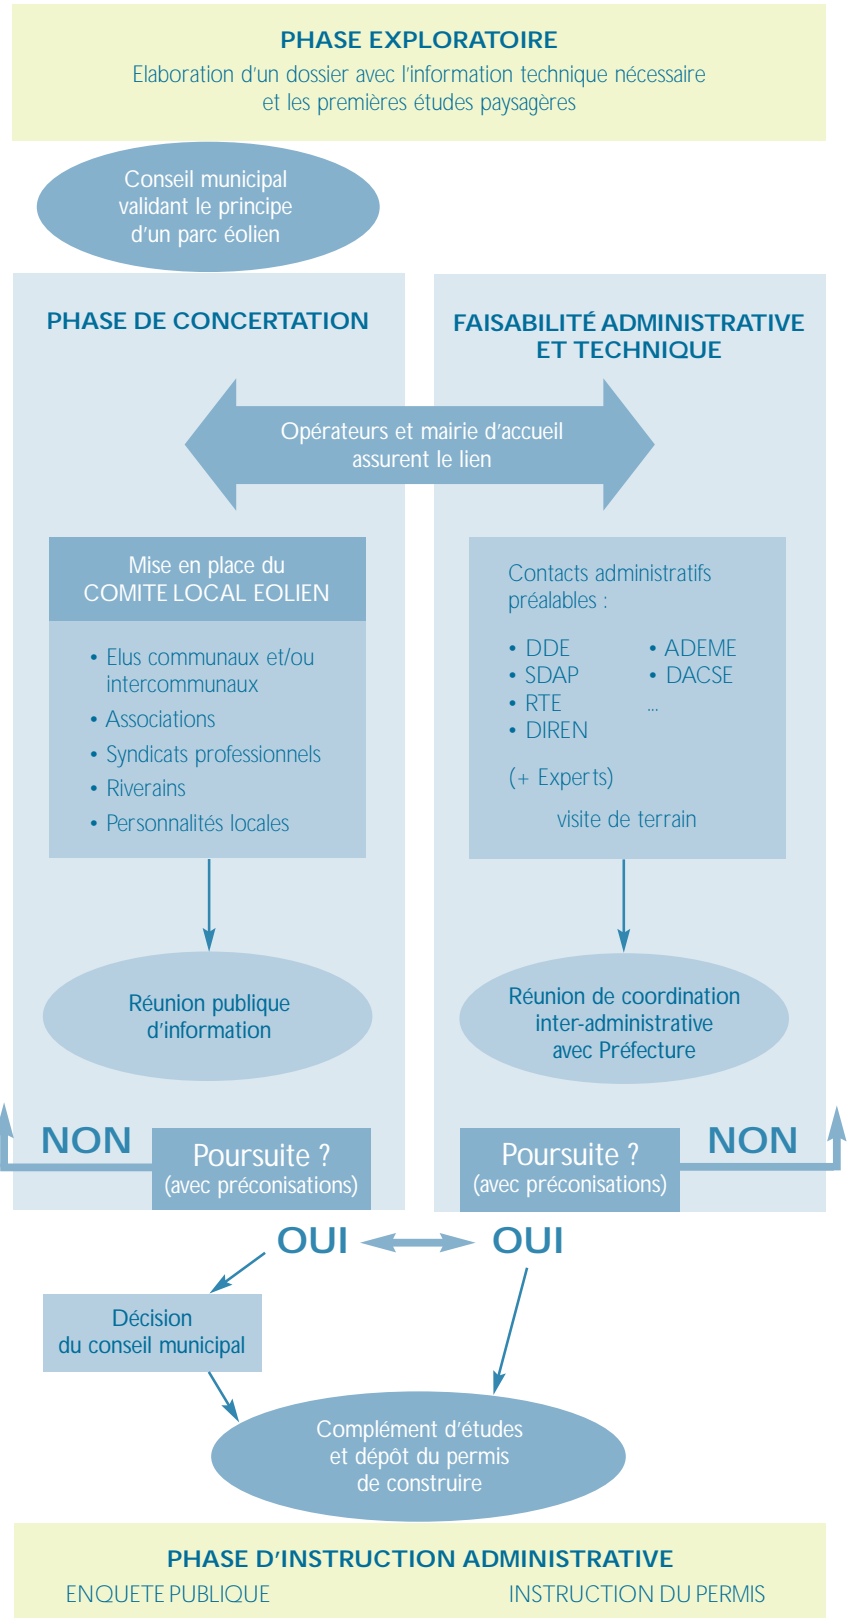 PHASE EXPLORATOIRE
Elaboration d'un dossier avec l'information technique nécessaire
et les premières études paysagères
Conseil municipal
validant le principe
d'un parc éolien
PHASE DE CONCERTATION
FAISABILITÉ ADMINISTRATIVE
ET TECHNIQUE
Opérateurs et mairie d'accueil
assurent le lien
Mise en place du
COMITE LOCAL EOLIEN
• Elus communaux et/ou
intercommunaux
• Associations
• Syndicats professionnels
• Riverains
• Personnalités locales
Contacts administratifs
préalables :
• DDE
• SDAP
• RTE
• DIREN
• ADEME
• DACSE
...
(+ Experts)
visite de terrain
Réunion publique
d'information
Réunion de coordination
inter-administrative
avec Préfecture
NON
Poursuite ?
(avec préconisations)
Poursuite ?
(avec préconisations)
NON
OUI
OUI
Décision
du conseil municipal
Complément d'études
et dépôt du permis
de construire
PHASE D'INSTRUCTION ADMINISTRATIVE
ENQUETE PUBLIQUE
INSTRUCTION DU PERMIS